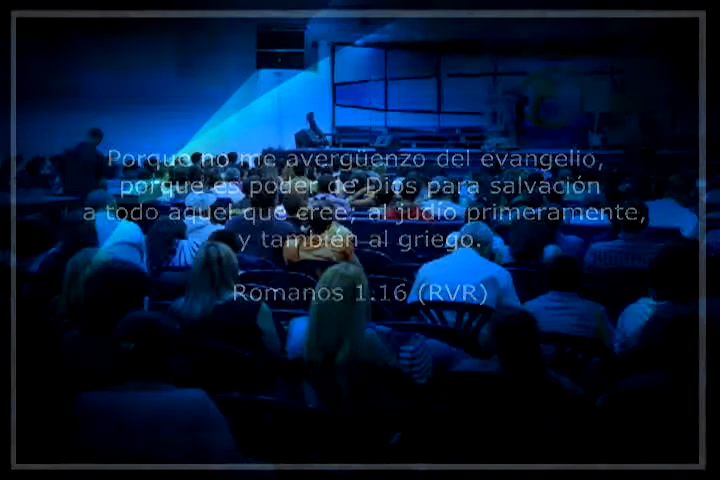 Porque no me avergüenzo del evangelio,
porque es poder de Dios para salvación
a todo aquel que cree; al judío primeramente,
y también al griego.
Romanos 1.16 (RVR)